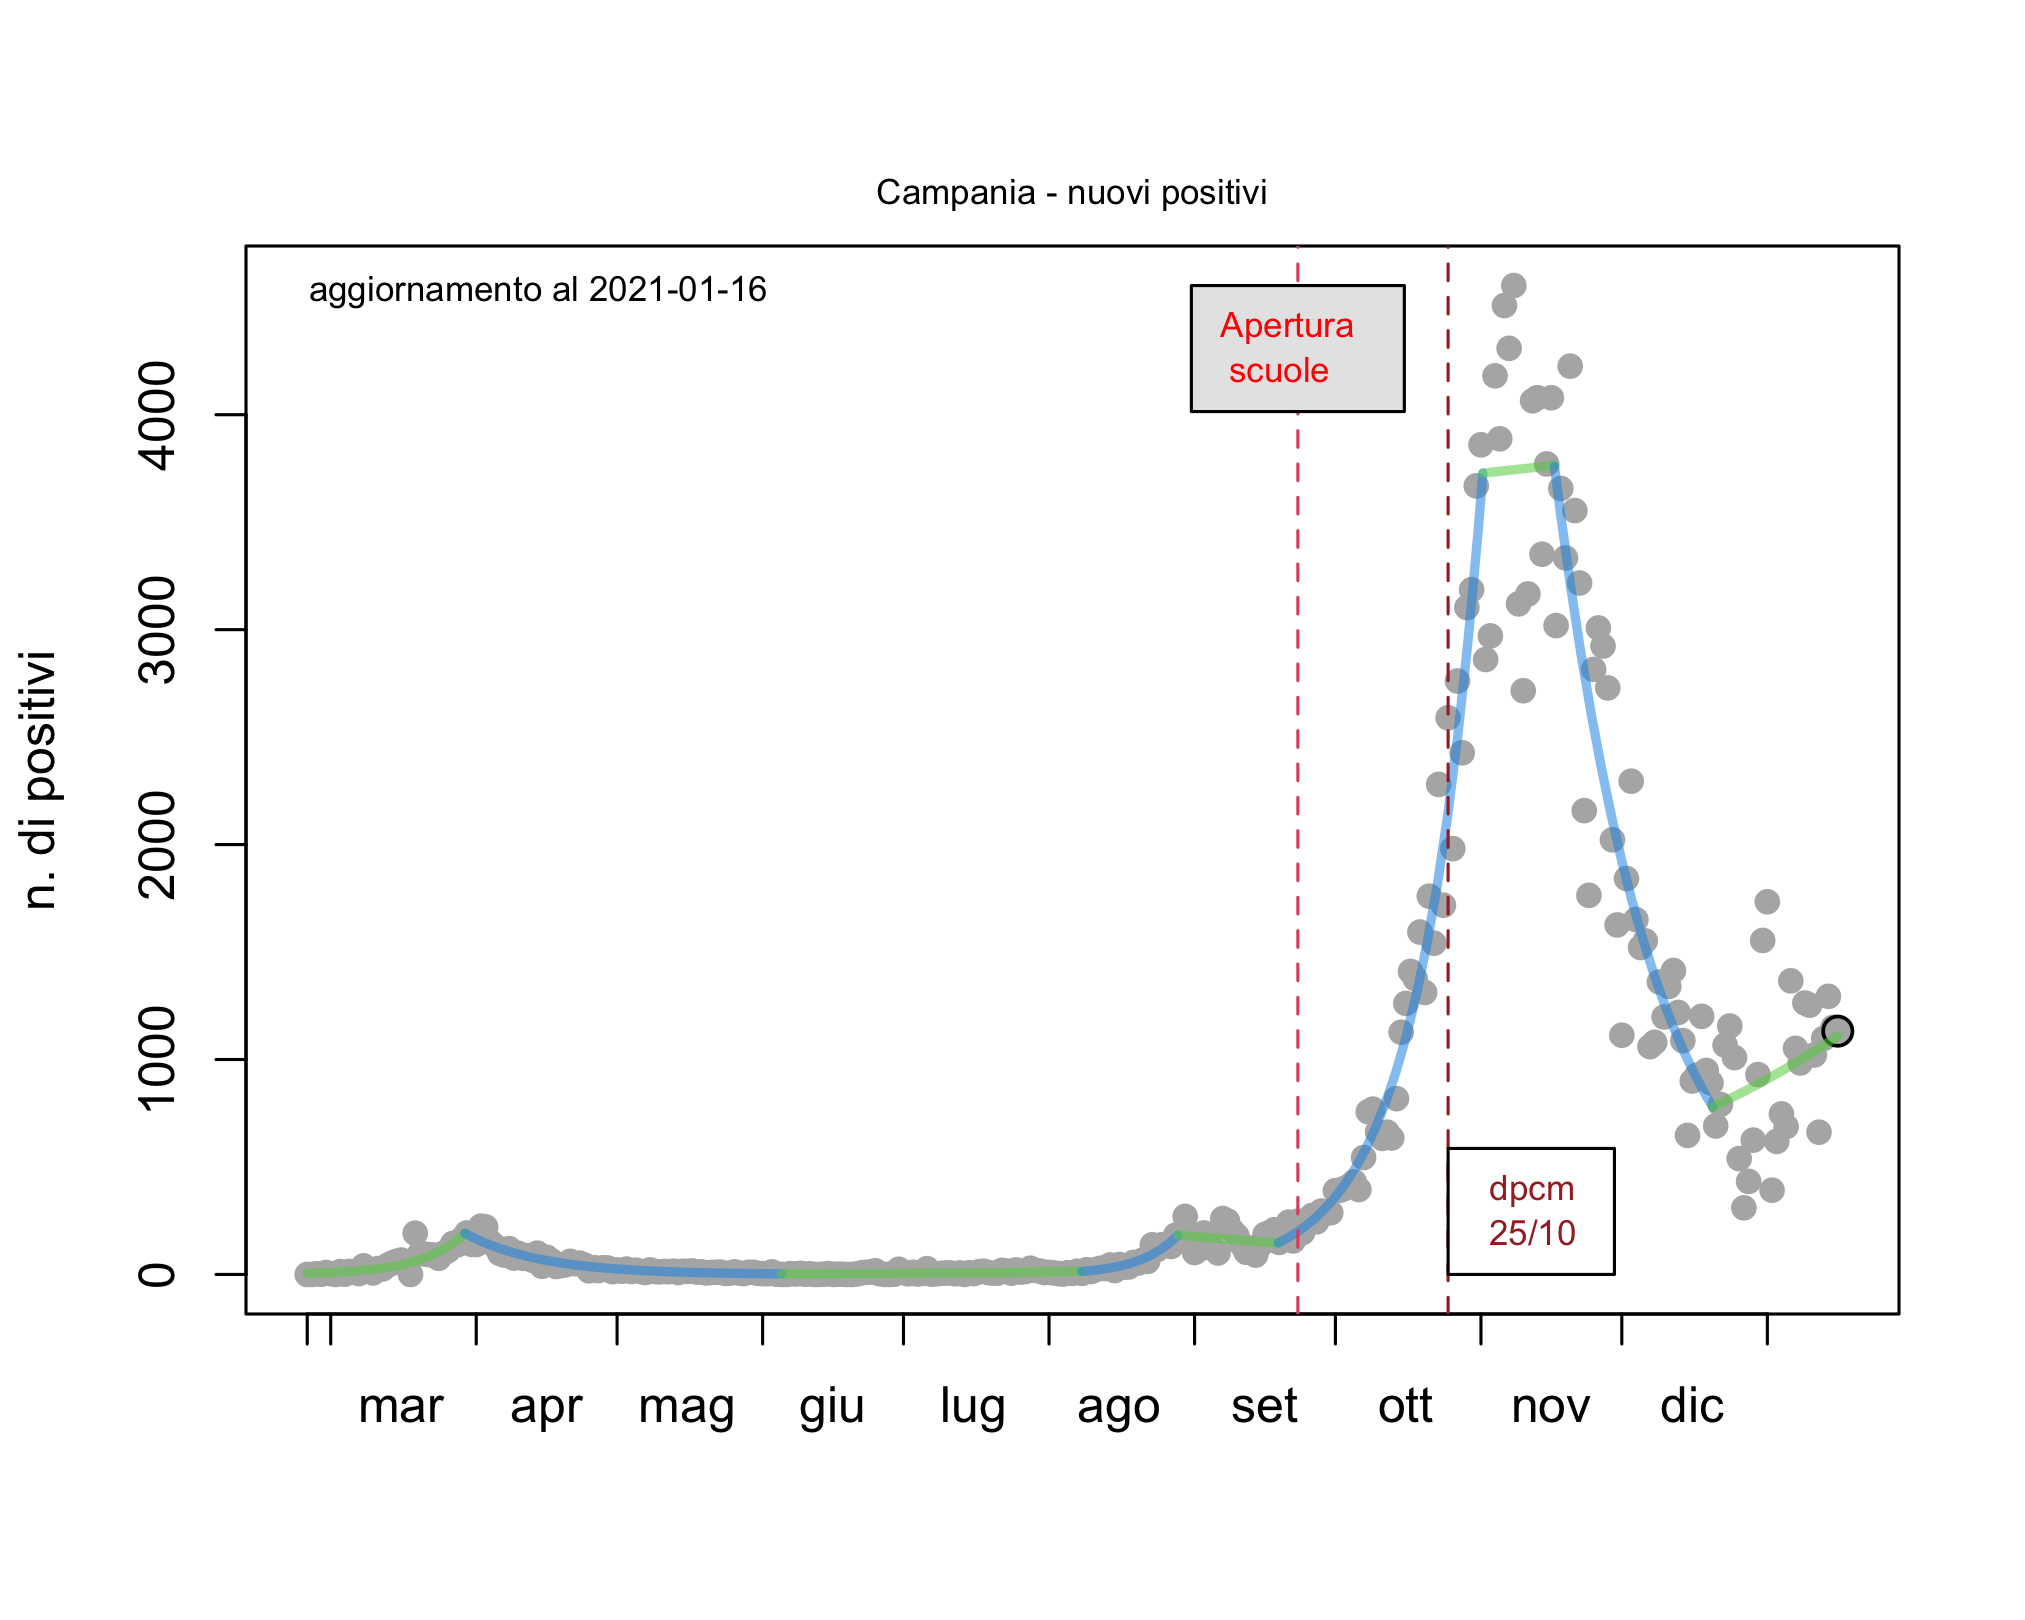 Campania - nuovi positivi
aggiornamento al 2021-01-16
Apertura
scuole
n. di positivi
4000
3000
2000
1000
0
dpcm
25/10
mar apr mag giu lug ago set ott nov dic